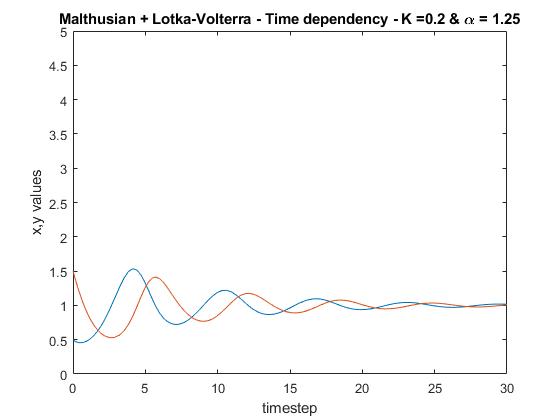 Malthusian + Lotka-Volterra - Time dependency - K =0.2 & α = 1.25
5
4.5
4
3.5
3
2.5
2
1.5
1
0.5
0
x,y values
0 5 10 15 20 25 30
timestep